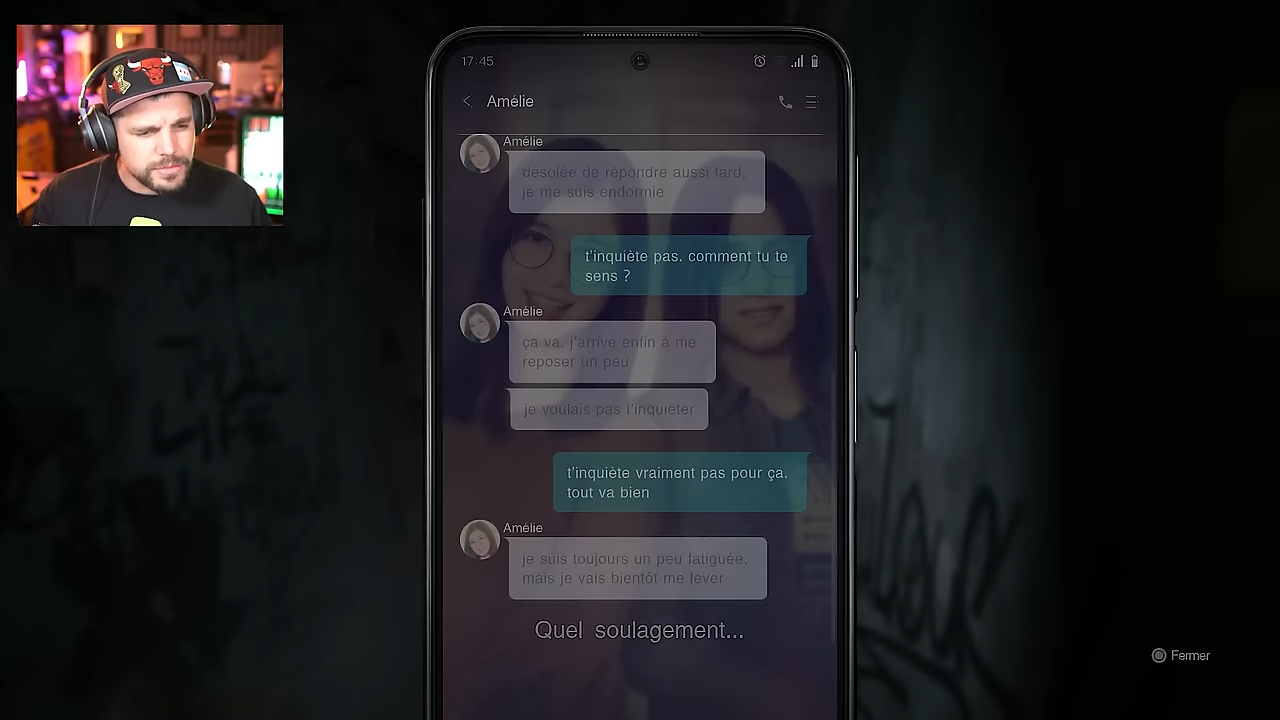 17:45
Amélie
Amélie
désolée de répondre aussi tard,
je me suis endormie
t'inquiète pas. comment tu te
sens ?
Amélie
ça va. j'arrive enfin à me
reposer un peu
je voulais pas t'inquiéter
t'inquiète vraiment pas pour ça.
tout va bien
Amélie
je suis toujours un peu fatiguée,
mais je vais bientôt me lever
Quel soulagement...
Fermer
LIFE